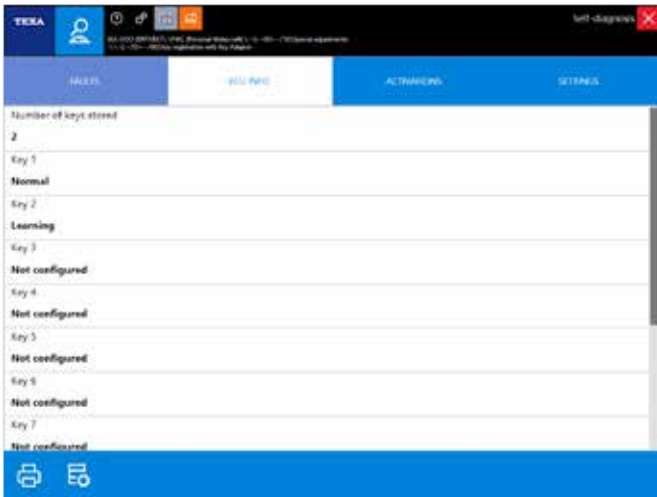 TEXA
Self-diagnosis
FAULTS
ECU INFO
ACTIVATIONS
SETTINGS
Number of keys stored
2
Key 1
Normal
Key 2
Learning
Key 3
Not configured
Key 4
Not configured
Key 5
Not configured
Key 6
Not configured
Key 7
Not configured